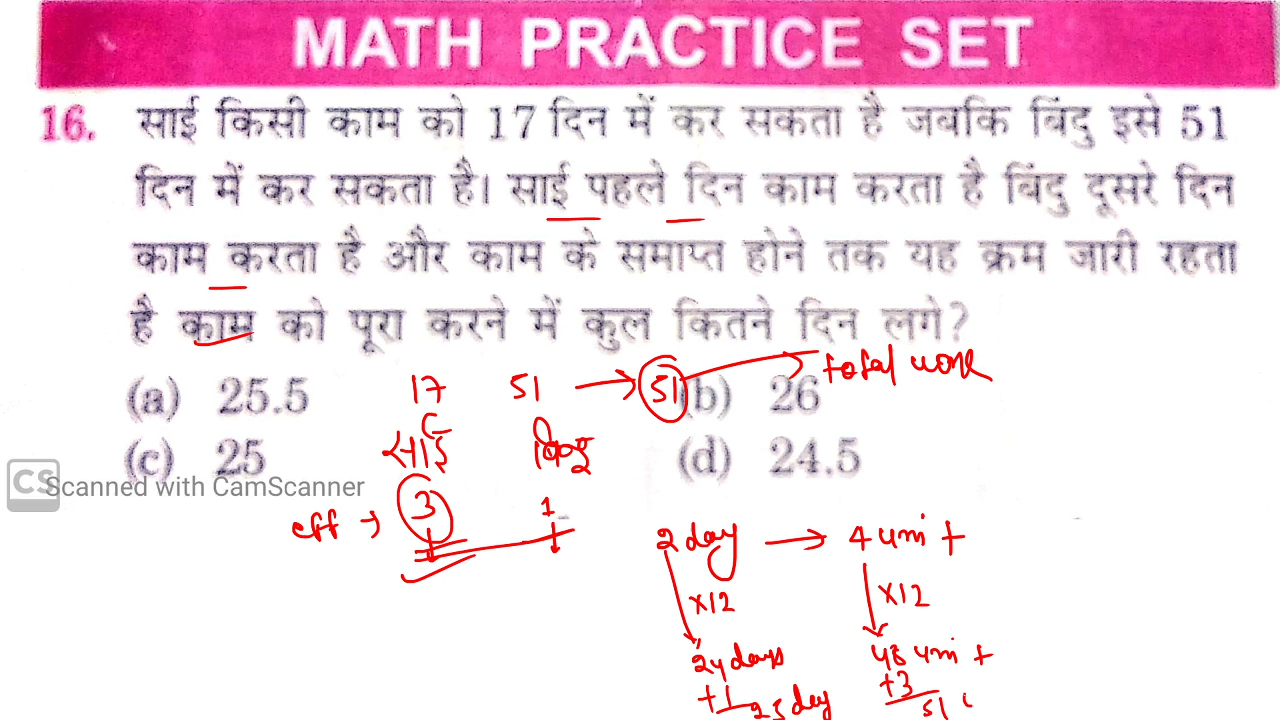 MATH PRACTICE SET
16. साई किसी काम को 17 दिन में कर सकता है जबकि बिंदु इसे 51
दिन में कर सकता है। साई पहले दिन काम करता है बिंदु दूसरे दिन
काम करता है और काम के समाप्त होने तक यह क्रम जारी रहता
है काम को पूरा करने में कुल कितने दिन लगे?
(a) 25.5 (b) 26
(c) 25 (d) 24.5
17 51 → 51 → total work
साई बिन्दु
CS Scanned with CamScanner
eff → 3 1
2 day → 4 unit
×12 ×12
24 days 48 unit
+1 +3
25 day 51